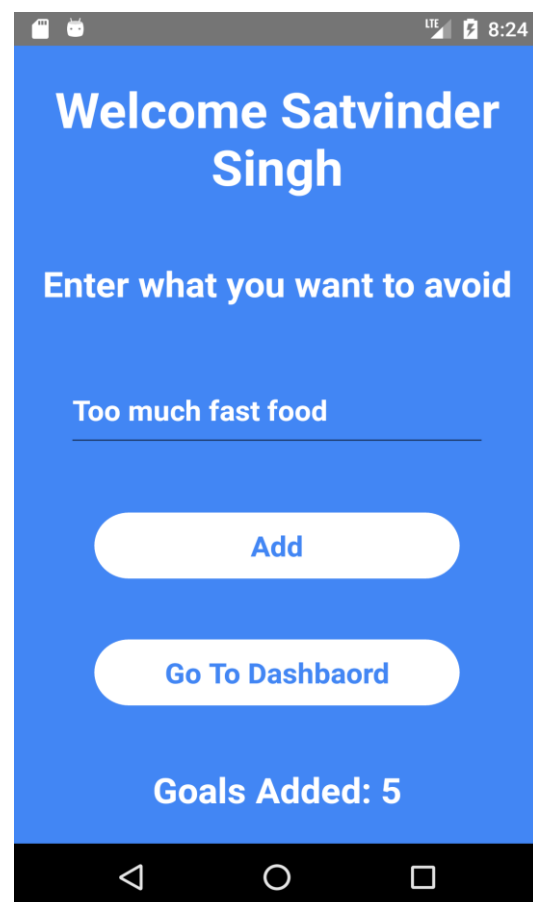 LTE 8:24
Welcome Satvinder
Singh
Enter what you want to avoid
Too much fast food
Add
Go To Dashbaord
Goals Added: 5